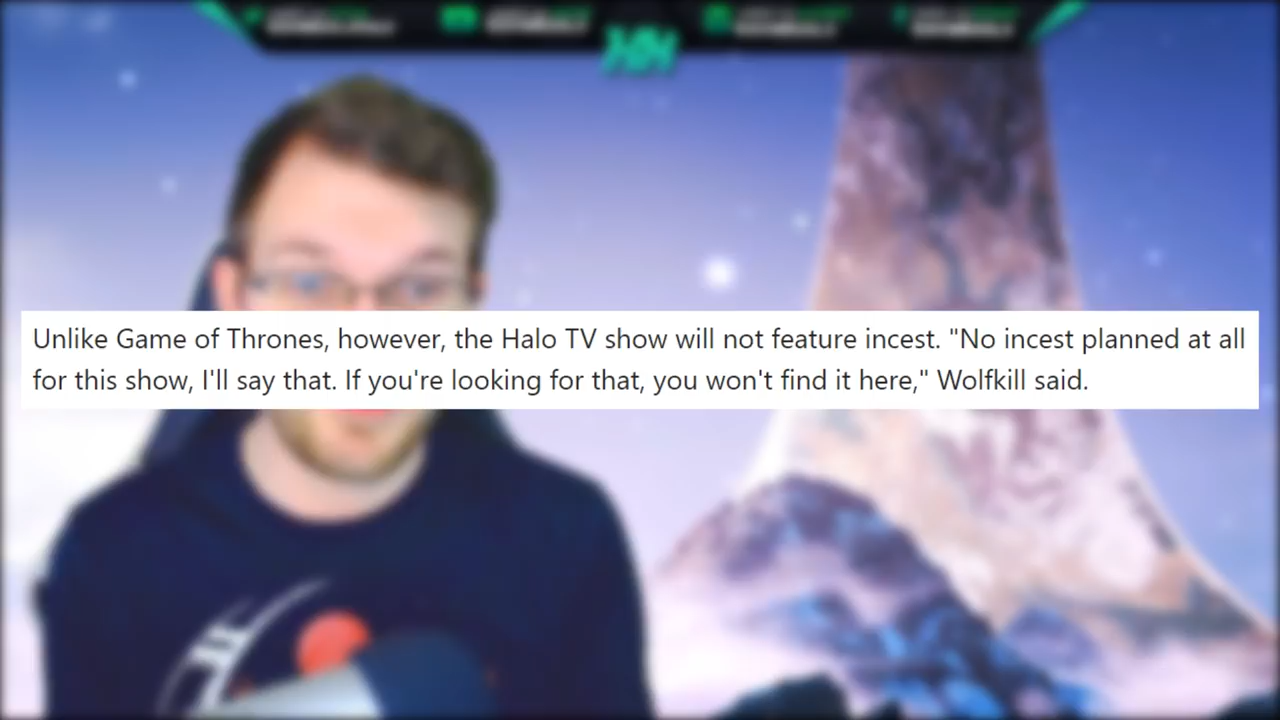 HH
Unlike Game of Thrones, however, the Halo TV show will not feature incest. "No incest planned at all
for this show, I'll say that. If you're looking for that, you won't find it here," Wolfkill said.